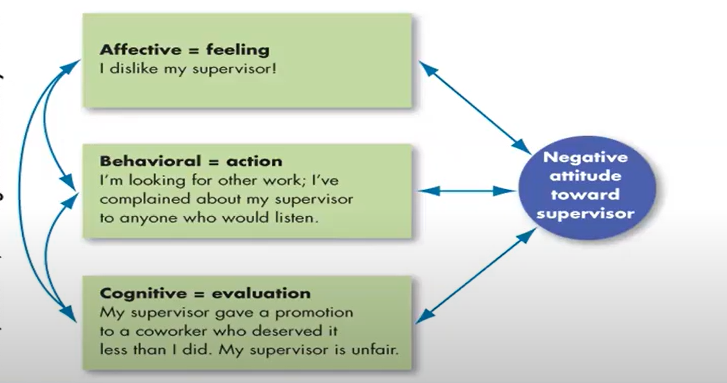 Affective = feeling
I dislike my supervisor!
Behavioral = action
I'm looking for other work; I've
complained about my supervisor
to anyone who would listen.
Cognitive = evaluation
My supervisor gave a promotion
to a coworker who deserved it
less than I did. My supervisor is unfair.
Negative
attitude
toward
supervisor